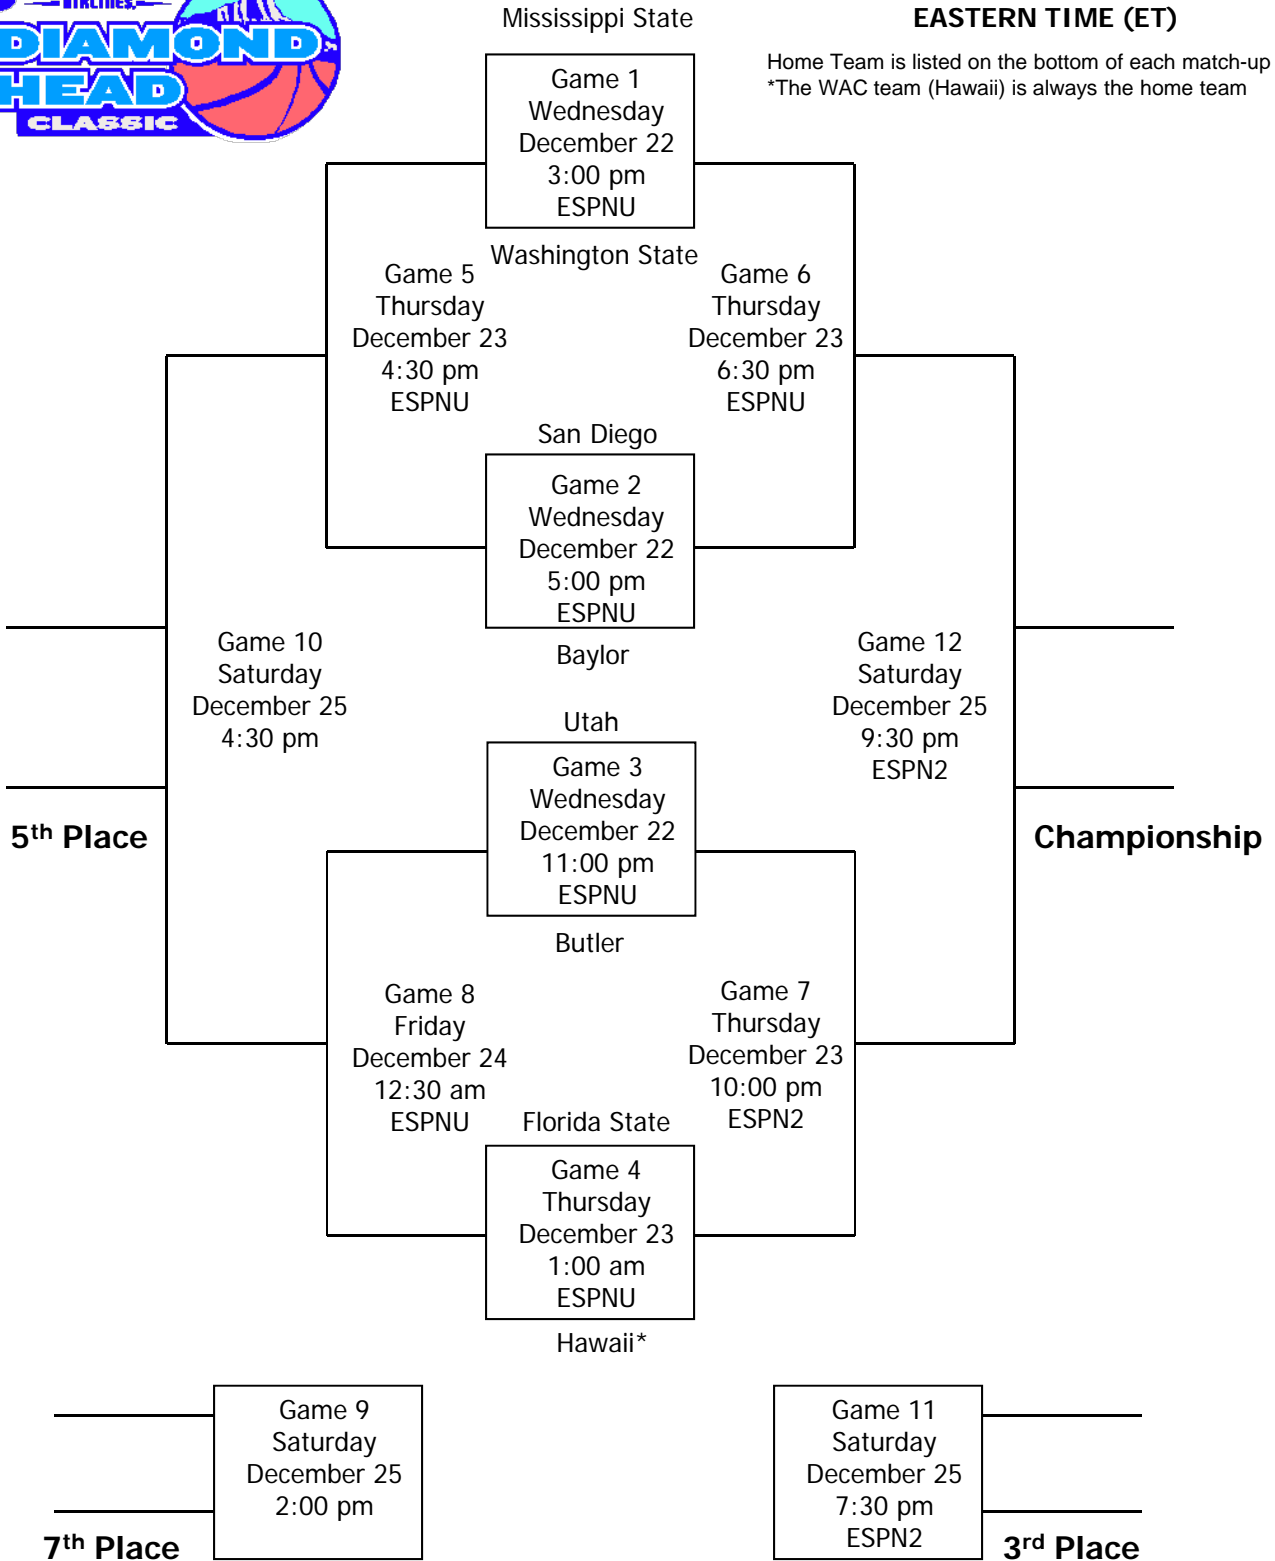 AIRLINES
DIAMOND
HEAD
CLASSIC
Mississippi State
EASTERN TIME (ET)
Home Team is listed on the bottom of each match-up
*The WAC team (Hawaii) is always the home team
Game 1
Wednesday
December 22
3:00 pm
ESPNU
Washington State
Game 5
Thursday
December 23
4:30 pm
ESPNU
Game 6
Thursday
December 23
6:30 pm
ESPNU
San Diego
Game 2
Wednesday
December 22
5:00 pm
ESPNU
Baylor
Game 10
Saturday
December 25
4:30 pm
Game 12
Saturday
December 25
9:30 pm
ESPN2
Utah
Game 3
Wednesday
December 22
11:00 pm
ESPNU
Butler
5th Place
Championship
Game 8
Friday
December 24
12:30 am
ESPNU
Game 7
Thursday
December 23
10:00 pm
ESPN2
Florida State
Game 4
Thursday
December 23
1:00 am
ESPNU
Hawaii*
Game 9
Saturday
December 25
2:00 pm
7th Place
Game 11
Saturday
December 25
7:30 pm
ESPN2
3rd Place